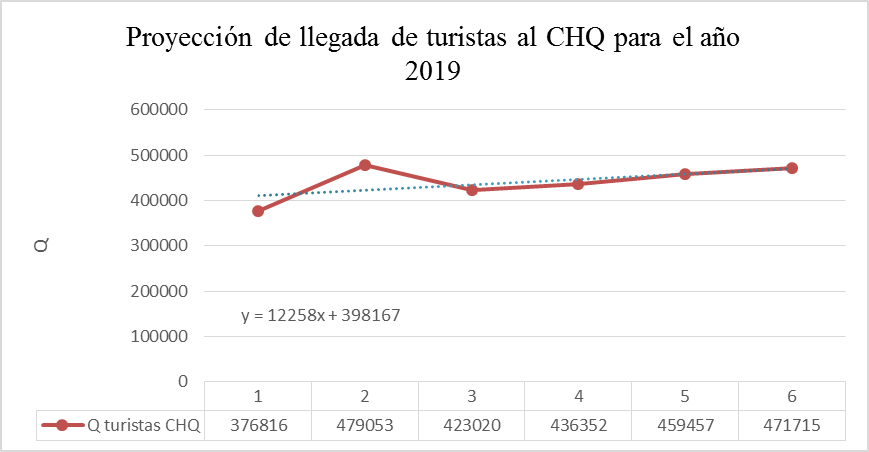 Proyección de llegada de turistas al CHQ para el año
2019
600000
500000
400000
300000
200000
100000
0
Q
y = 12258x + 398167
1 2 3 4 5 6
Q turistas CHQ 376816 479053 423020 436352 459457 471715